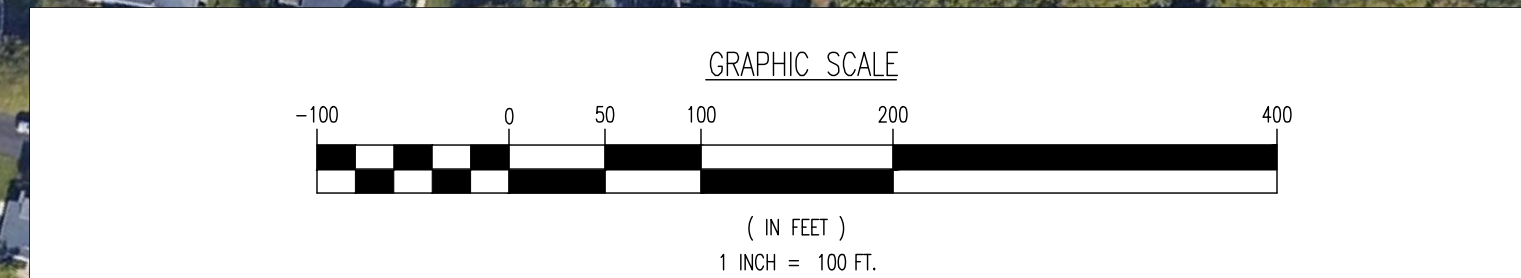 GRAPHIC SCALE
-100 0 50 100 200 400
( IN FEET )
1 INCH = 100 FT.